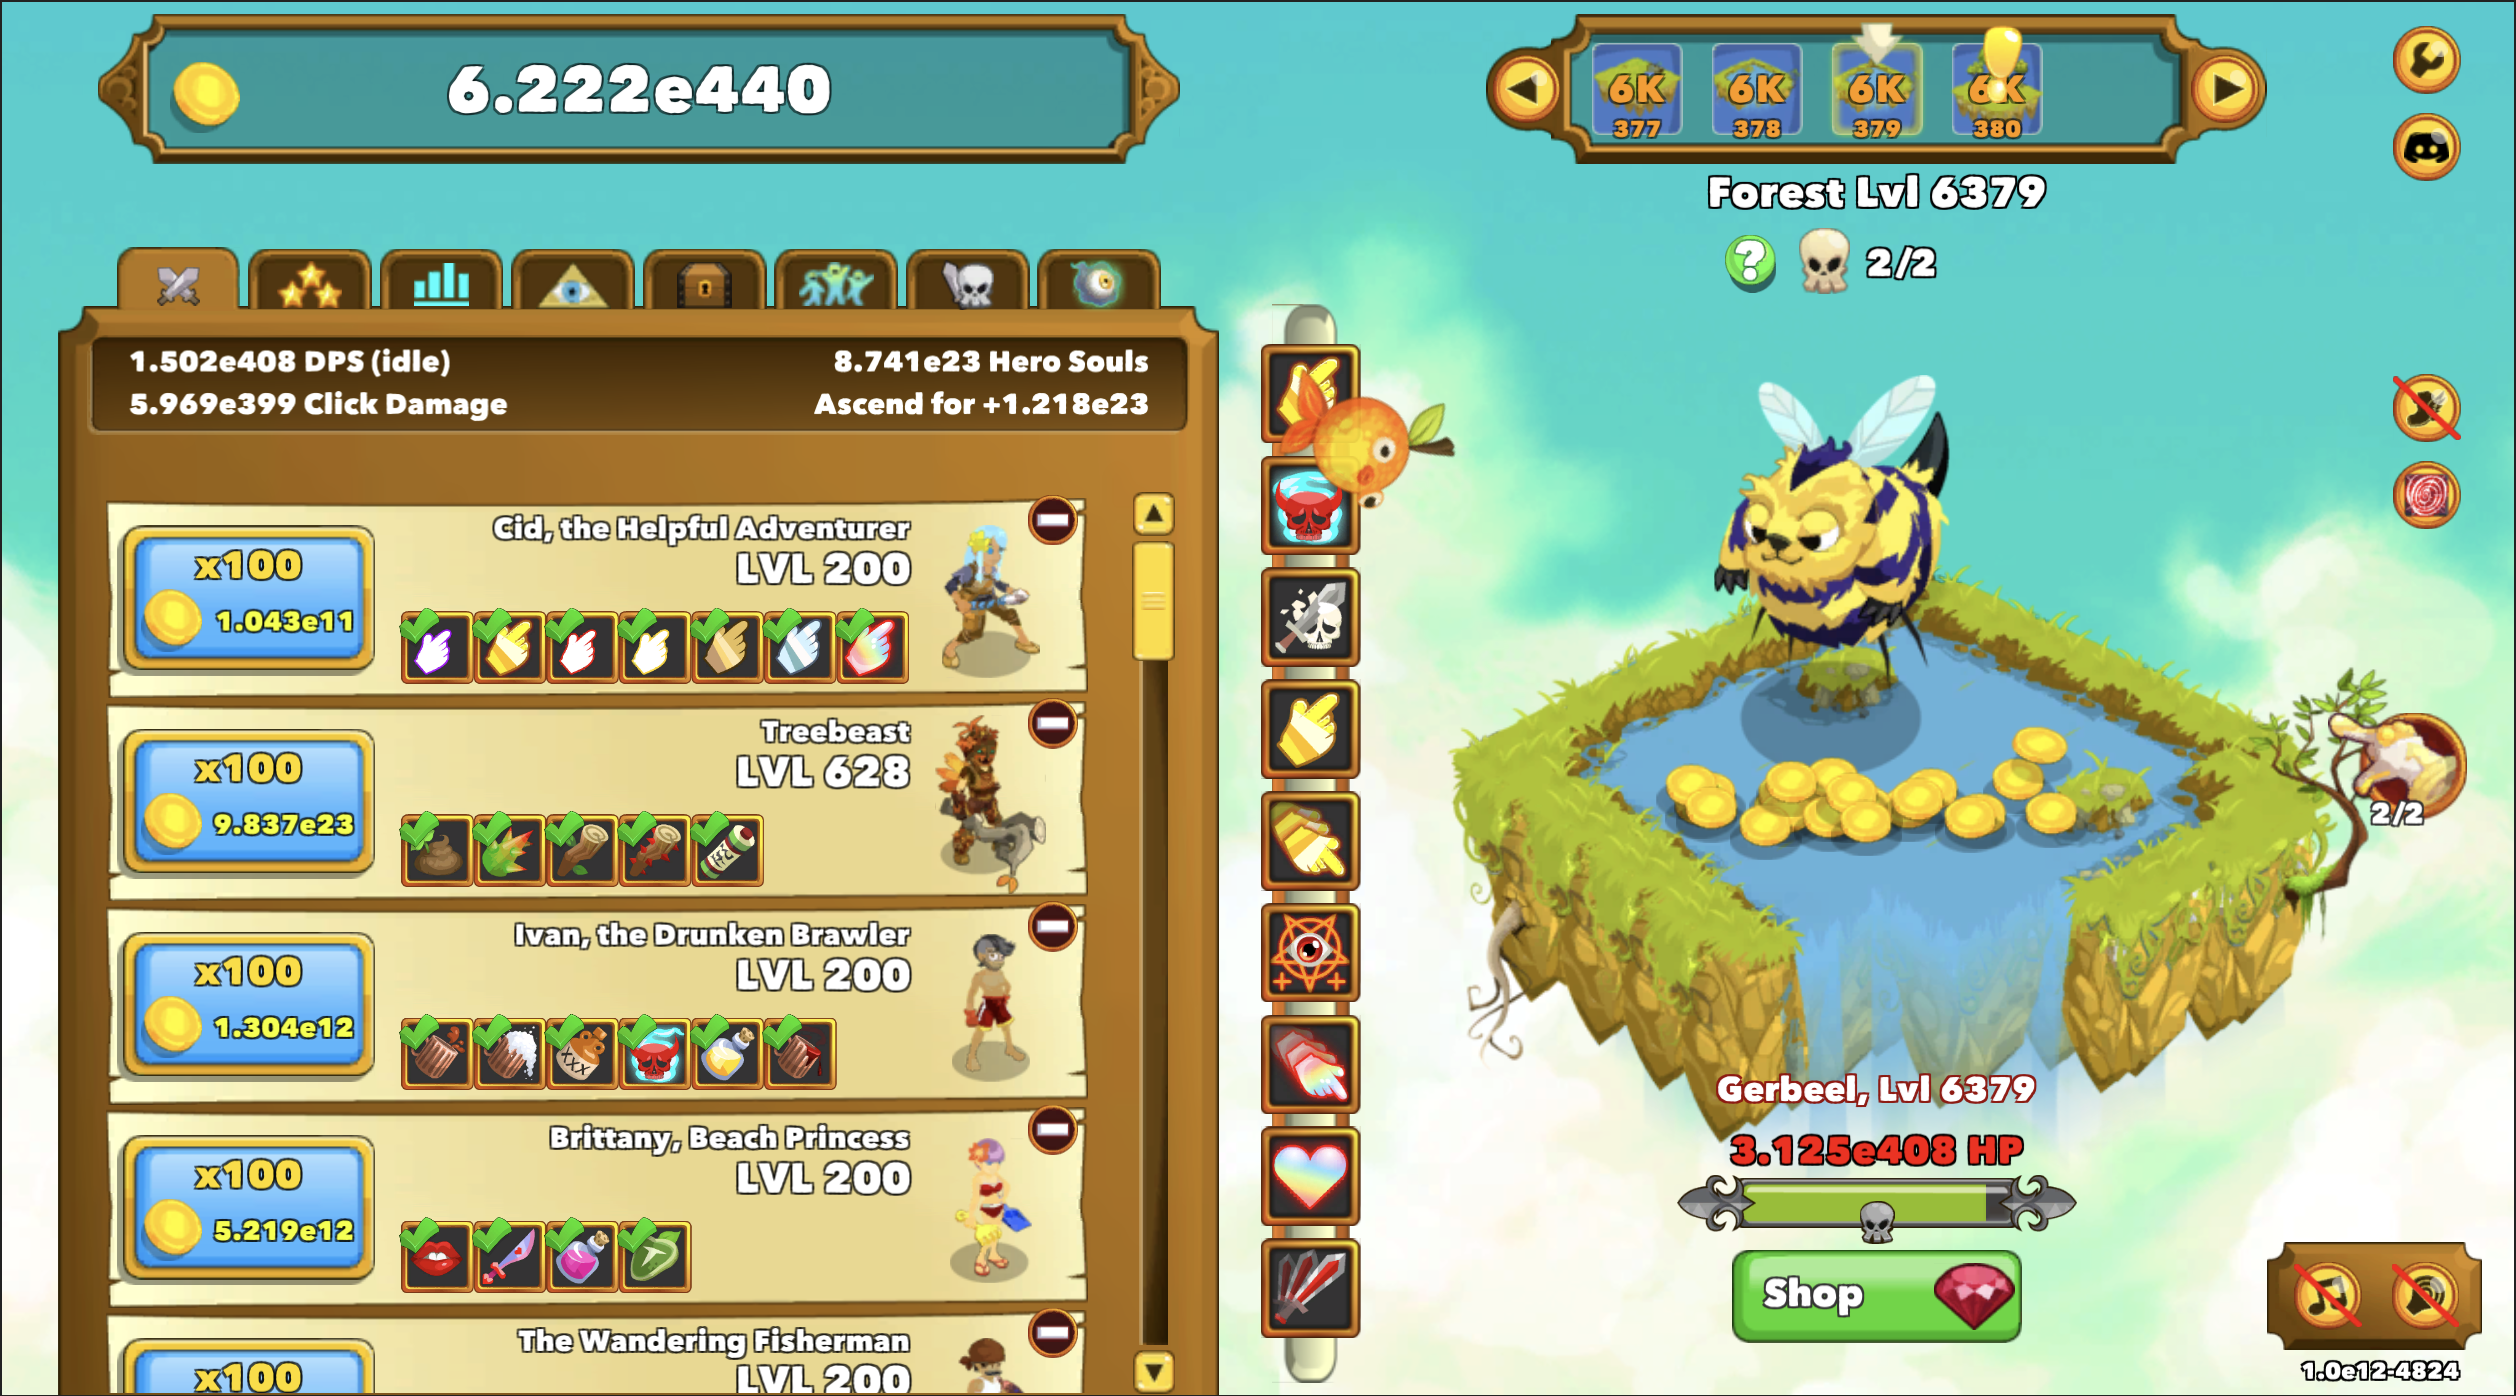 6.222e440
6K
377
6K
378
6K
379
6K
380
Forest Lvl 6379
2/2
1.502e408 DPS (idle)
8.741e23 Hero Souls
5.969e399 Click Damage
Ascend for +1.218e23
x100
1.043e11
Cid, the Helpful Adventurer
LVL 200
x100
9.837e23
Treebeast
LVL 628
x100
1.304e12
Ivan, the Drunken Brawler
LVL 200
XXX
x100
5.219e12
Brittany, Beach Princess
LVL 200
x100
The Wandering Fisherman
LVL 200
2/2
Gerbeel, Lvl 6379
3.125e408 HP
Shop
1.0e12-4824